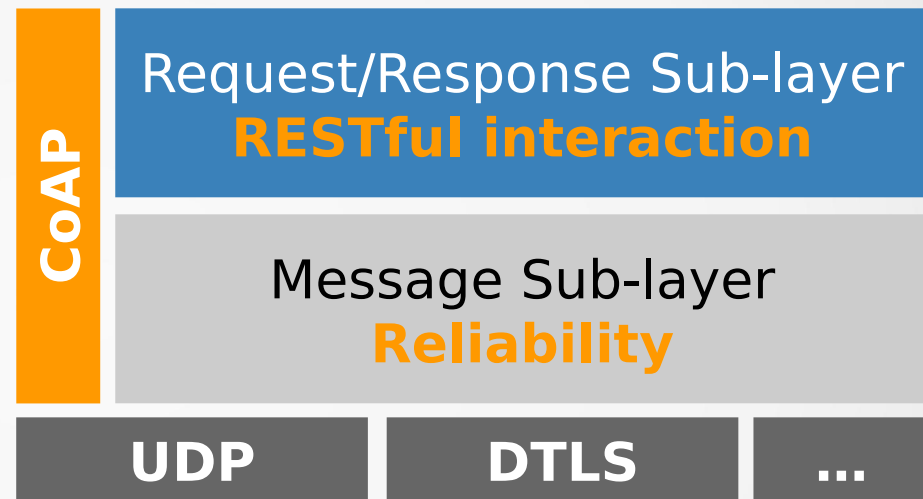 CoAP
Request/Response Sub-layer
RESTful interaction
Message Sub-layer
Reliability
UDP
DTLS
...